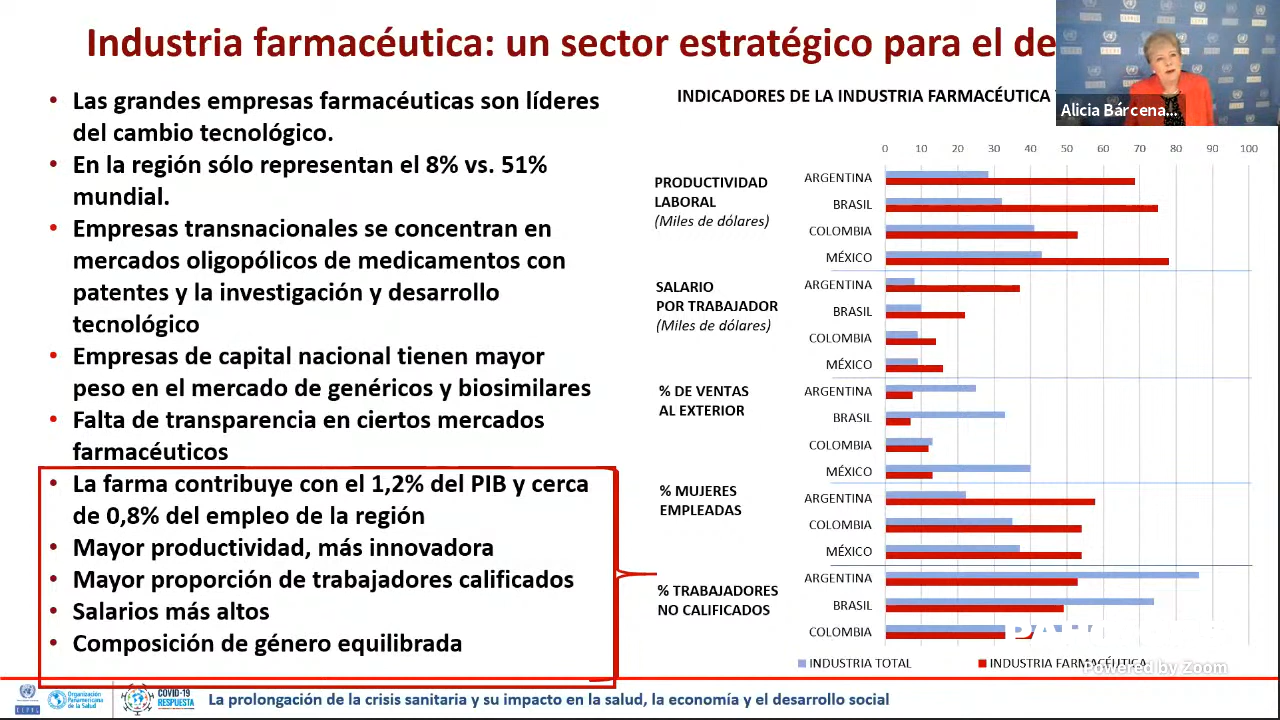 Industria farmacéutica: un sector estratégico para el de
Alicia Bárcena...
• Las grandes empresas farmacéuticas son líderes
del cambio tecnológico.
• En la región sólo representan el 8% vs. 51%
mundial.
• Empresas transnacionales se concentran en
mercados oligopólicos de medicamentos con
patentes y la investigación y desarrollo
tecnológico
• Empresas de capital nacional tienen mayor
peso en el mercado de genéricos y biosimilares
• Falta de transparencia en ciertos mercados
farmacéuticos
• La farma contribuye con el 1,2% del PIB y cerca
de 0,8% del empleo de la región
• Mayor productividad, más innovadora
• Mayor proporción de trabajadores calificados
• Salarios más altos
• Composición de género equilibrada
INDICADORES DE LA INDUSTRIA FARMACÉUTICA
0 10 20 30 40 50 60 70 80 90 100
PRODUCTIVIDAD
LABORAL
(Miles de dólares)
ARGENTINA
BRASIL
COLOMBIA
MÉXICO
SALARIO
POR TRABAJADOR
(Miles de dólares)
ARGENTINA
BRASIL
COLOMBIA
MÉXICO
% DE VENTAS
AL EXTERIOR
ARGENTINA
BRASIL
COLOMBIA
MÉXICO
% MUJERES
EMPLEADAS
ARGENTINA
COLOMBIA
MÉXICO
% TRABAJADORES
NO CALIFICADOS
ARGENTINA
BRASIL
COLOMBIA
INDUSTRIA TOTAL
INDUSTRIA FARMACÉUTICA
Powered by Zoom
Organización
Panamericana
de la Salud
COVID-19
RESPUESTA
La prolongación de la crisis sanitaria y su impacto en la salud, la economía y el desarrollo social